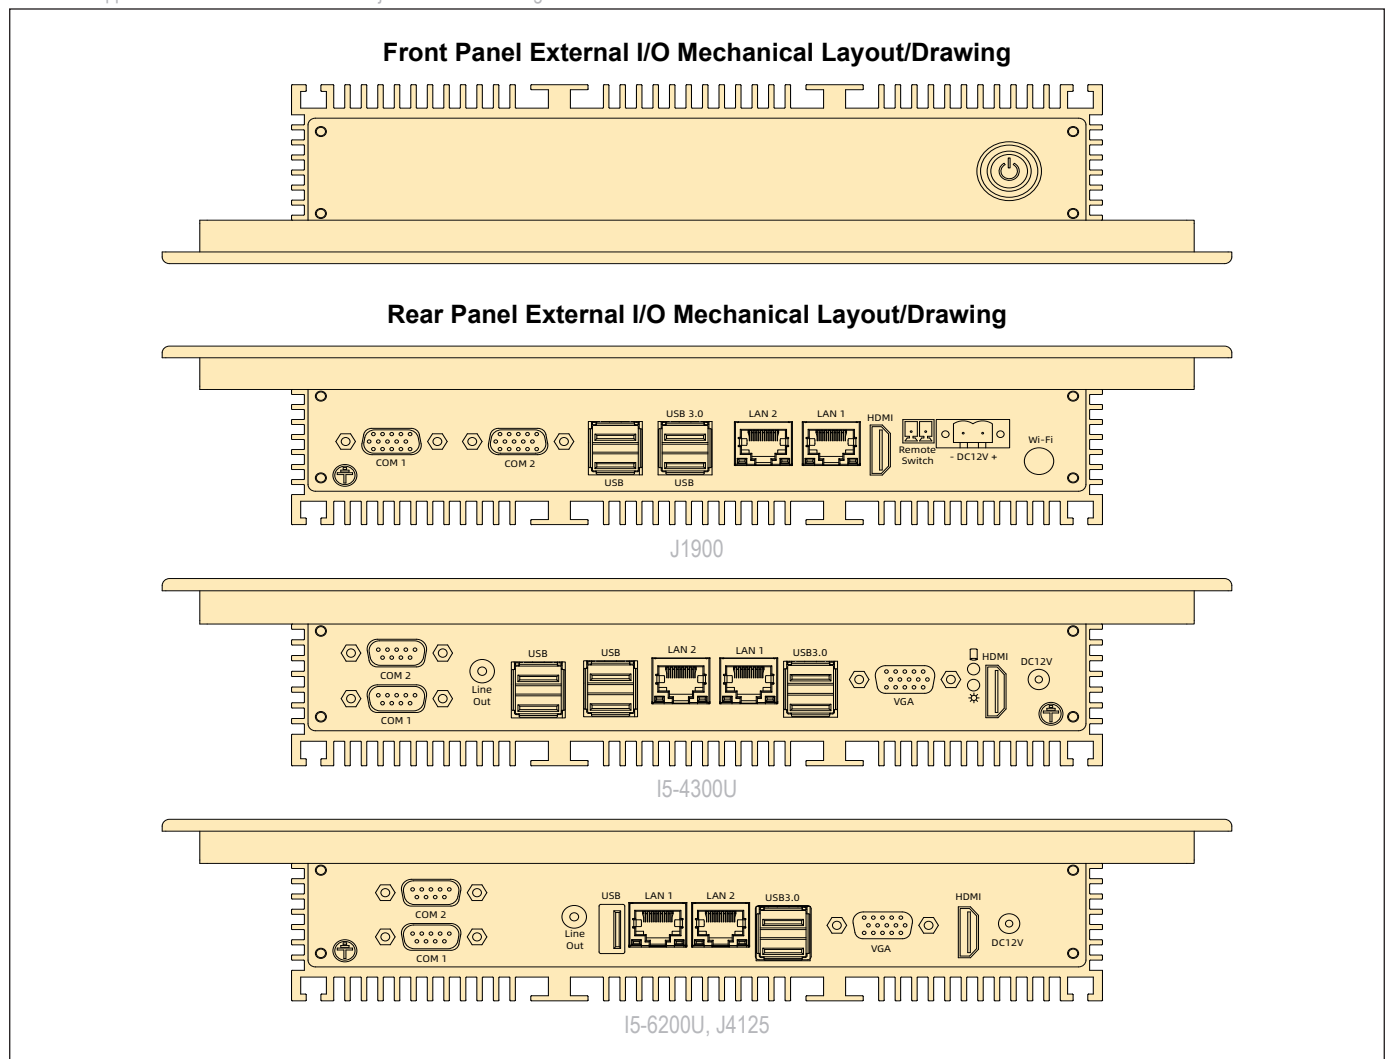 Front Panel External I/O Mechanical Layout/Drawing
Rear Panel External I/O Mechanical Layout/Drawing
COM 1
COM 2
USB
USB 3.0
USB
LAN 2
LAN 1
HDMI
Remote
Switch
- DC12V +
Wi-Fi
J1900
COM 2
COM 1
Line
Out
USB
USB
LAN 2
LAN 1
USB3.0
VGA
HDMI
DC12V
I5-4300U
COM 2
COM 1
Line
Out
USB
LAN 1
LAN 2
USB3.0
VGA
HDMI
DC12V
I5-6200U, J4125